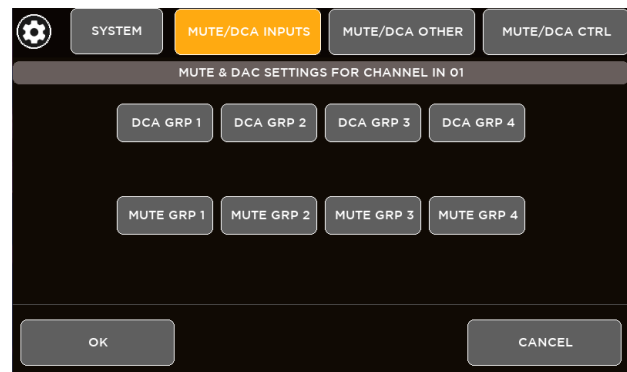 SYSTEM MUTE/DCA INPUTS MUTE/DCA OTHER MUTE/DCA CTRL
MUTE & DAC SETTINGS FOR CHANNEL IN 01
DCA GRP 1 DCA GRP 2 DCA GRP 3 DCA GRP 4
MUTE GRP 1 MUTE GRP 2 MUTE GRP 3 MUTE GRP 4
OK CANCEL